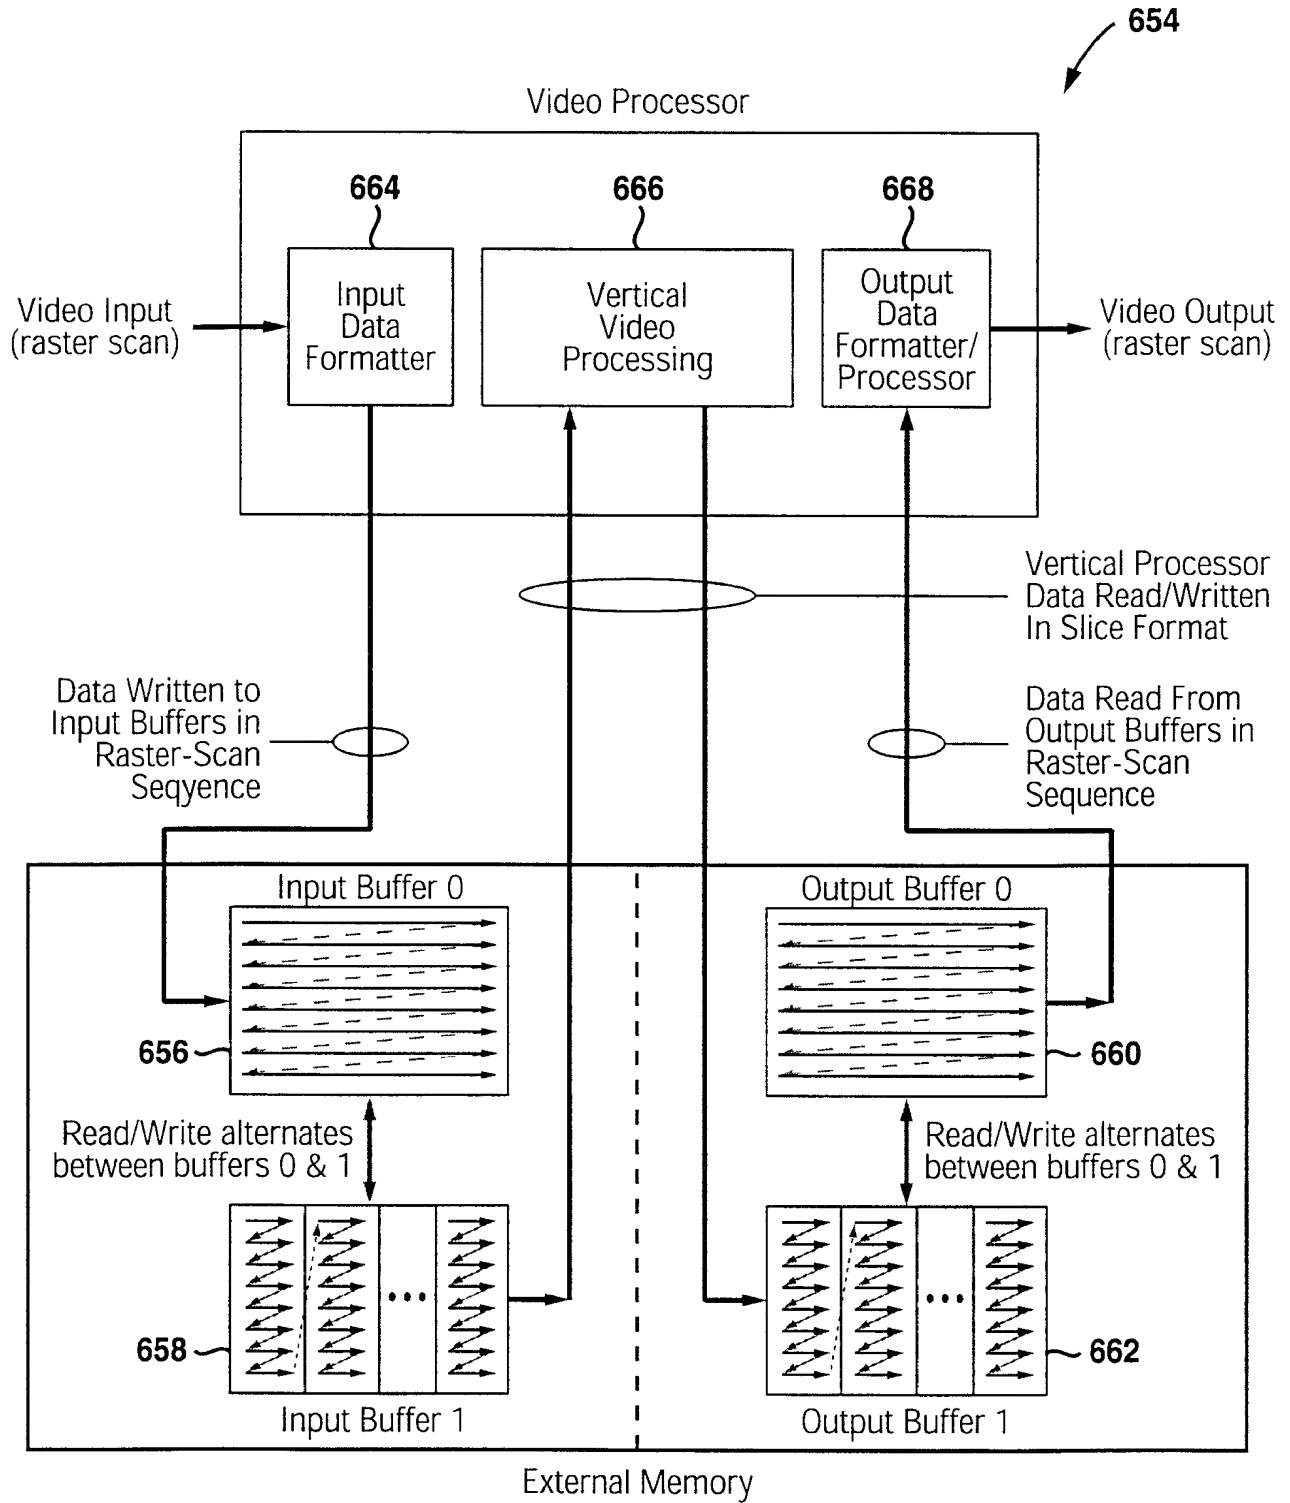 654
Video Processor
664
666
668
Input
Data
Formatter
Vertical
Video
Processing
Output
Data
Formatter/
Processor
Video Input
(raster scan)
Video Output
(raster scan)
Vertical Processor
Data Read/Written
In Slice Format
Data Written to
Input Buffers in
Raster-Scan
Seqyence
Data Read From
Output Buffers in
Raster-Scan
Sequence
Input Buffer 0
Output Buffer 0
656
660
Read/Write alternates
between buffers 0 & 1
Read/Write alternates
between buffers 0 & 1
658
662
Input Buffer 1
Output Buffer 1
External Memory